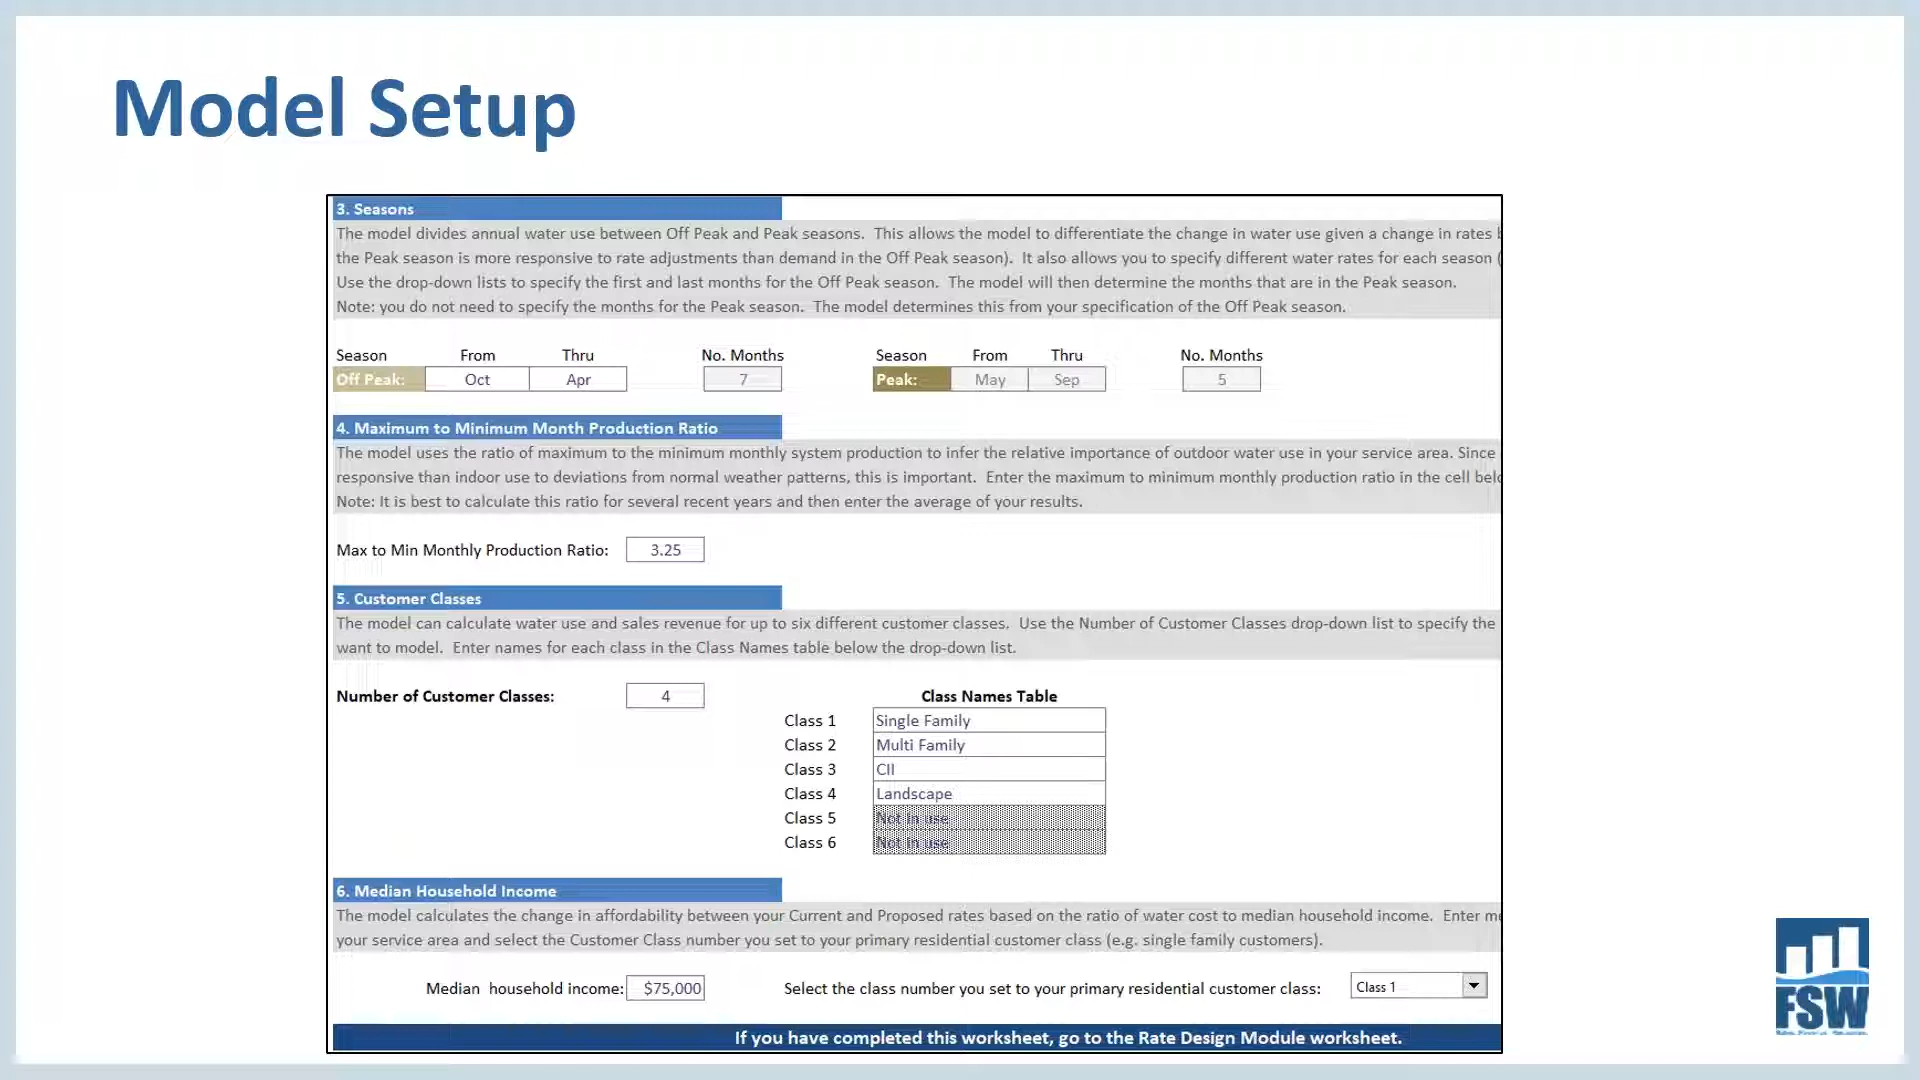 Model Setup
3. Seasons
The model divides annual water use between Off Peak and Peak seasons. This allows the model to differentiate the change in water use given a change in rates
the Peak season is more responsive to rate adjustments than demand in the Off Peak season). It also allows you to specify different water rates for each season (
Use the drop-down lists to specify the first and last months for the Off Peak season. The model will then determine the months that are in the Peak season.
Note: you do not need to specify the months for the Peak season. The model determines this from your specification of the Off Peak season.
Season From Thru No. Months Season From Thru No. Months
Off Peak: Oct Apr 7 Peak: May Sep 5
4. Maximum to Minimum Month Production Ratio
The model uses the ratio of maximum to the minimum monthly system production to infer the relative importance of outdoor water use in your service area. Since
responsive than indoor use to deviations from normal weather patterns, this is important. Enter the maximum to minimum monthly production ratio in the cell
Note: It is best to calculate this ratio for several recent years and then enter the average of your results.
Max to Min Monthly Production Ratio: 3.25
5. Customer Classes
The model can calculate water use and sales revenue for up to six different customer classes. Use the Number of Customer Classes drop-down list to specify the
want to model. Enter names for each class in the Class Names table below the drop-down list.
Number of Customer Classes: 4 Class Names Table
Class 1 Single Family
Class 2 Multi Family
Class 3 CII
Class 4 Landscape
Class 5 Not in use
Class 6 Not in use
6. Median Household Income
The model calculates the change in affordability between your Current and Proposed rates based on the ratio of water cost to median household income. Enter
your service area and select the Customer Class number you set to your primary residential customer class (e.g. single family customers).
Median household income: $75,000 Select the class number you set to your primary residential customer class: Class 1
If you have completed this worksheet, go to the Rate Design Module worksheet.
FSW